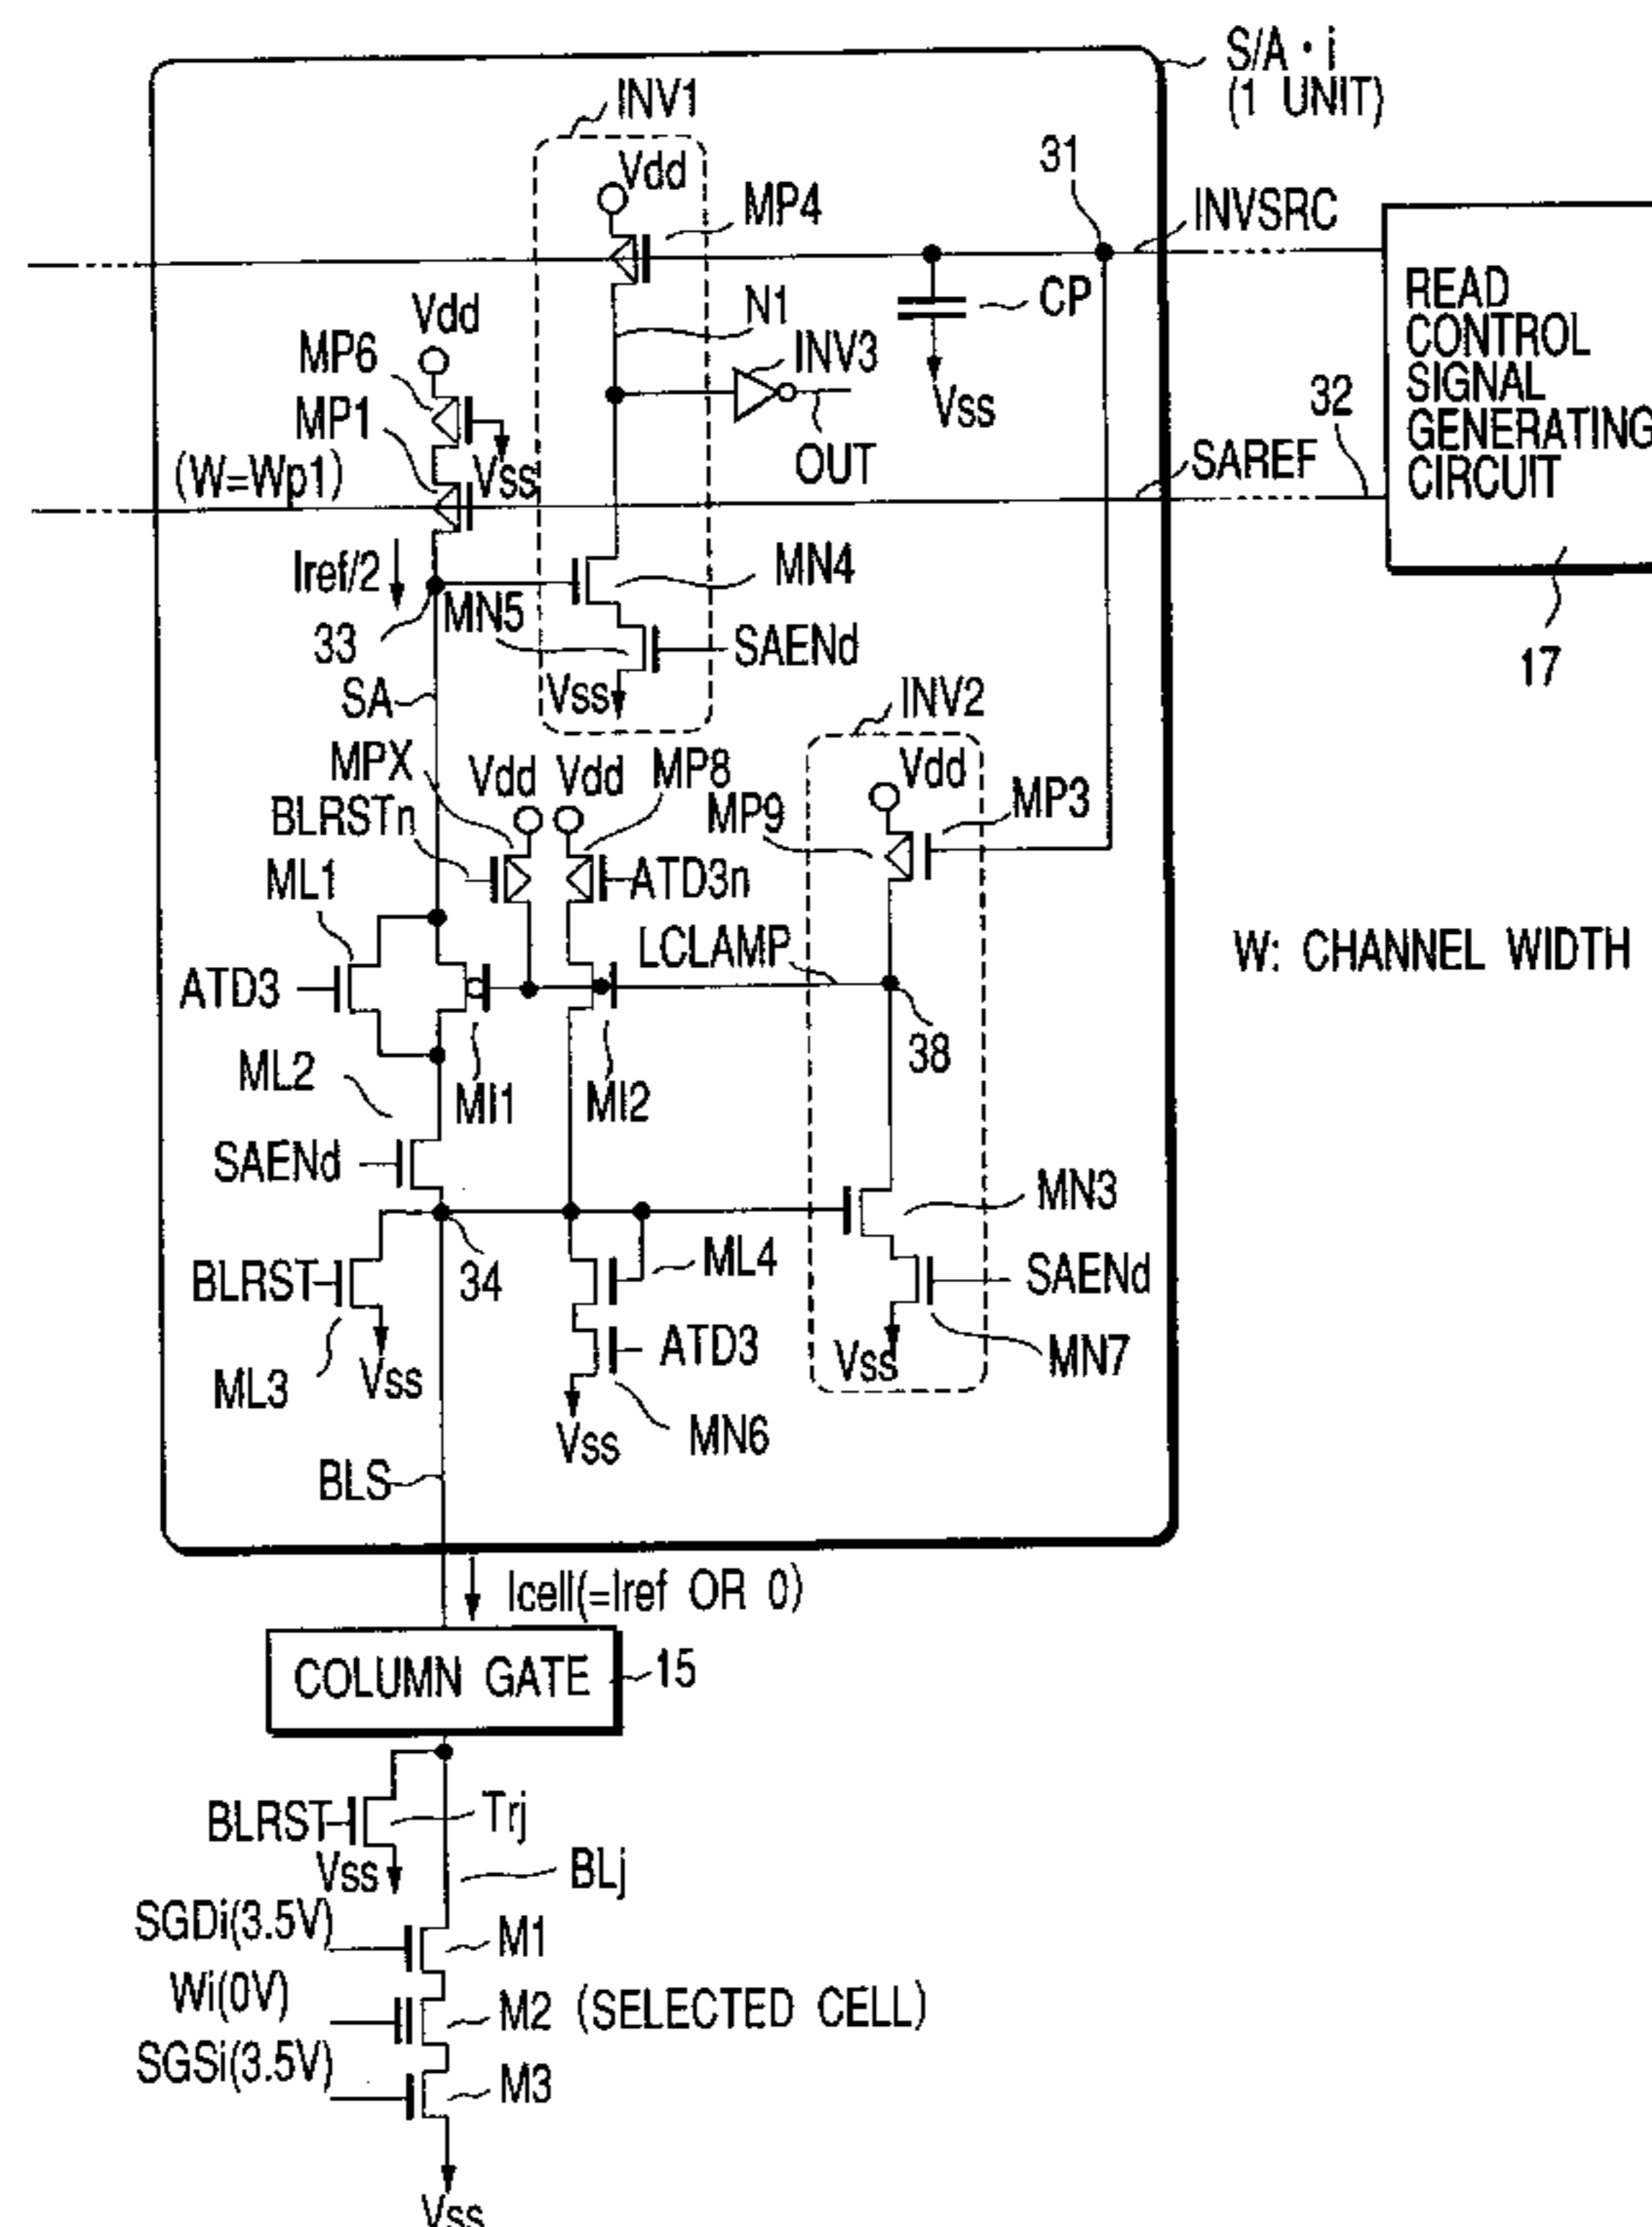 S/A・i
(1 UNIT)
INV1
Vdd
MP4
31
INVSRC
READ
CONTROL
SIGNAL
GENERATING
CIRCUIT
CP
N1
INV3
Vdd
MP6
MP1
Vss
32
(W=Wp1)
Vss
OUT
SAREF
Iref/2
MN4
MN5
33
SAENd
17
SA
Vss
INV2
MPX
Vdd
Vdd
MP8
Vdd
BLRSTn
MP9
MP3
ML1
ATD3n
LCLAMP
W: CHANNEL WIDTH
ATD3
38
ML2
MI1
MI2
SAENd
MN3
BLRST
34
ML4
SAENd
ATD3
Vss
MN7
ML3
Vss
MN6
Vss
BLS
Icell(=Iref OR 0)
COLUMN GATE
15
BLRST
Trj
Vss
BLj
SGDi(3.5V)
M1
Wi(0V)
M2 (SELECTED CELL)
SGSi(3.5V)
M3
Vss